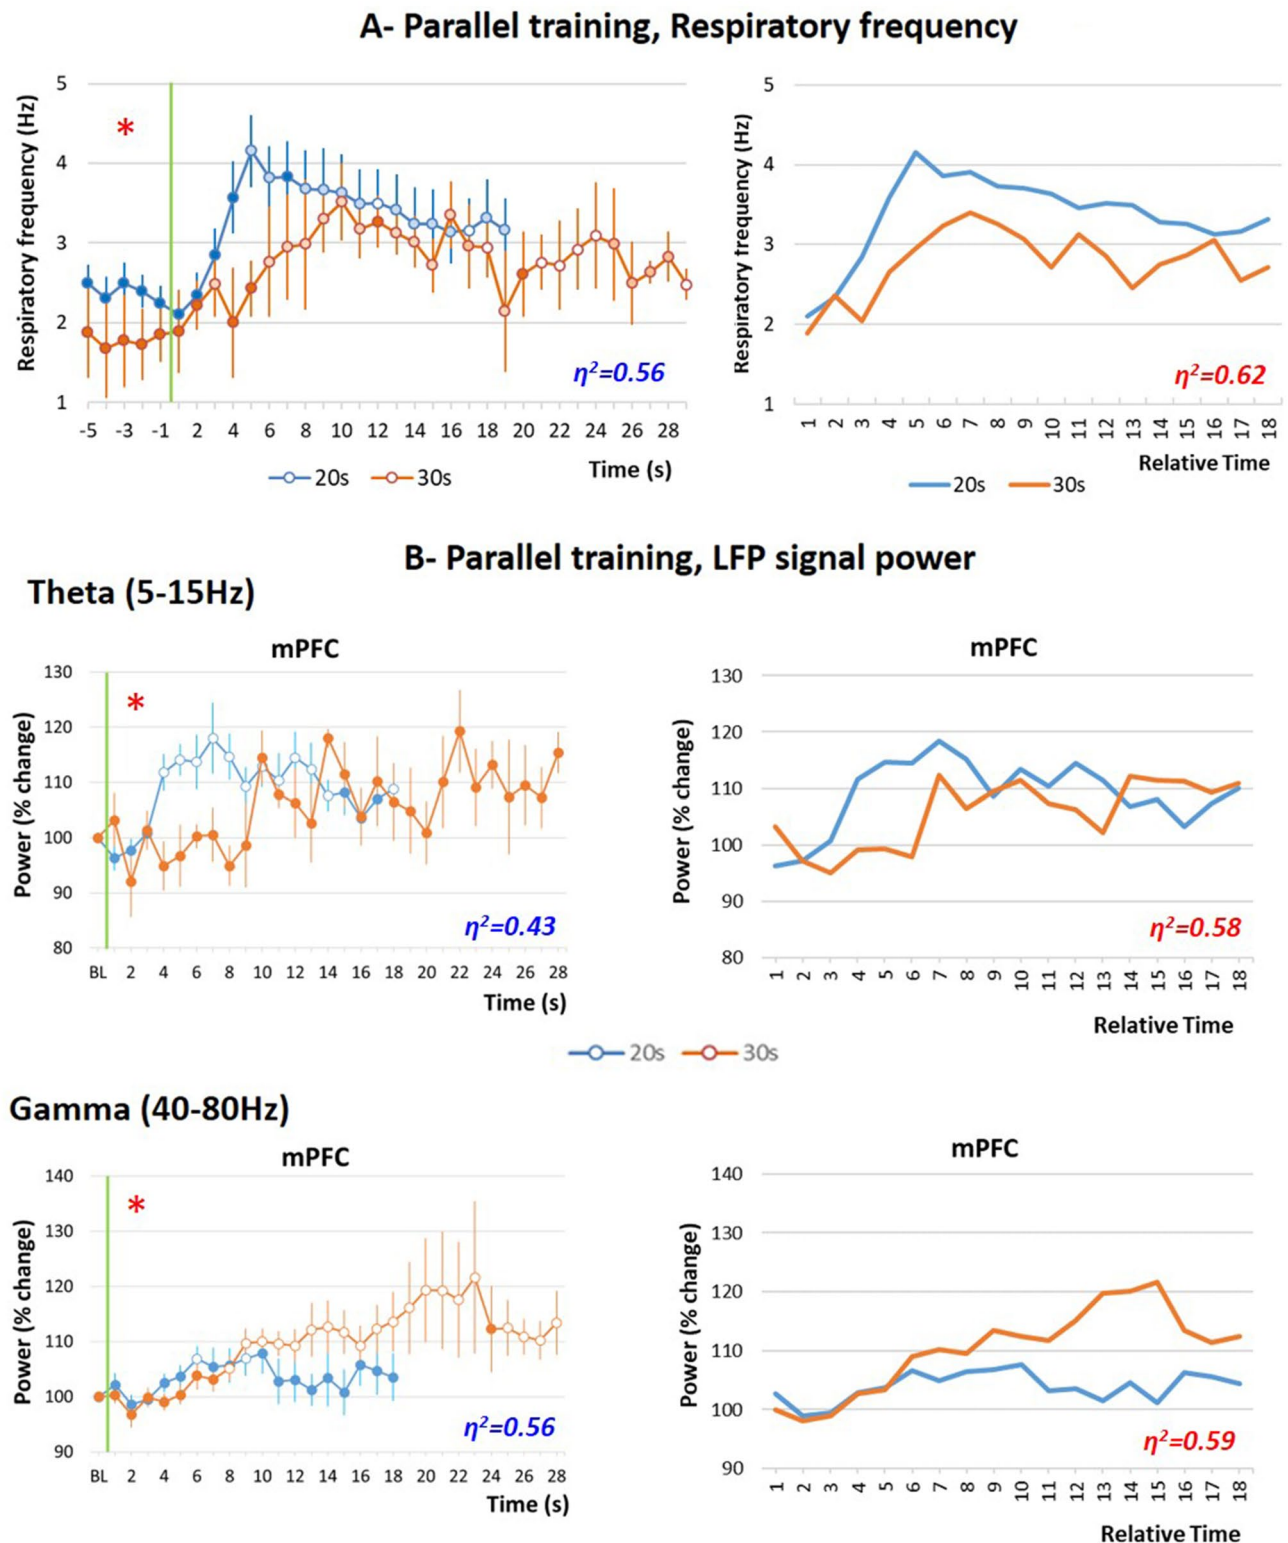 A- Parallel training, Respiratory frequency
Respiratory frequency (Hz)
5
4
3
2
1
*
η²=0.56
-5 -3 -1 2 4 6 8 10 12 14 16 18 20 22 24 26 28
Time (s)
20s 30s
Respiratory frequency (Hz)
5
4
3
2
1
η²=0.62
1 2 3 4 5 6 7 8 9 10 11 12 13 14 15 16 17 18
Relative Time
20s 30s
B- Parallel training, LFP signal power
Theta (5-15Hz)
mPFC
Power (% change)
130
120
110
100
90
80
*
η²=0.43
BL 2 4 6 8 10 12 14 16 18 20 22 24 26 28
Time (s)
mPFC
Power (% change)
130
120
110
100
90
80
η²=0.58
1 2 3 4 5 6 7 8 9 10 11 12 13 14 15 16 17 18
Relative Time
20s 30s
Gamma (40-80Hz)
mPFC
Power (% change)
140
130
120
110
100
90
*
η²=0.56
BL 2 4 6 8 10 12 14 16 18 20 22 24 26 28
Time (s)
mPFC
Power (% change)
140
130
120
110
100
90
η²=0.59
1 2 3 4 5 6 7 8 9 10 11 12 13 14 15 16 17 18
Relative Time